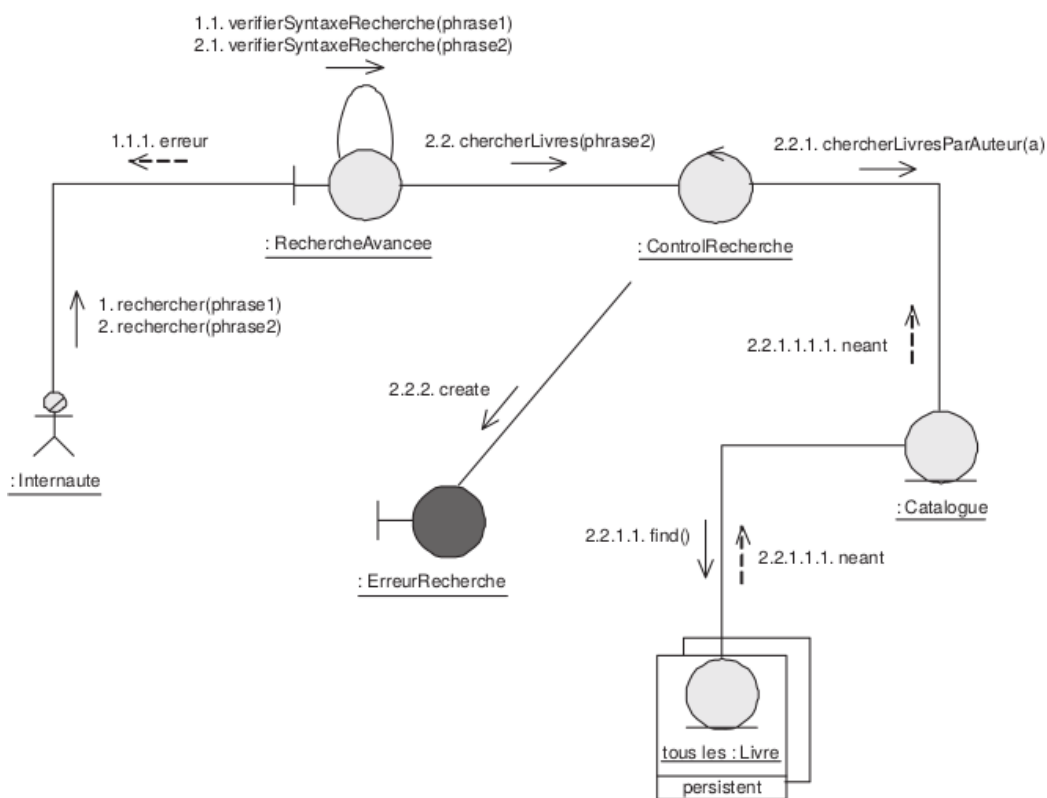 1.1. verifierSyntaxeRecherche(phrase1)
2.1. verifierSyntaxeRecherche(phrase2)
1.1.1. erreur
2.2. chercherLivres(phrase2)
2.2.1. chercherLivresParAuteur(a)
: RechercheAvancee
: ControlRecherche
1. rechercher(phrase1)
2. rechercher(phrase2)
2.2.1.1.1.1. neant
2.2.2. create
: Internaute
: Catalogue
2.2.1.1. find()
2.2.1.1.1. neant
: ErreurRecherche
tous les : Livre
persistent